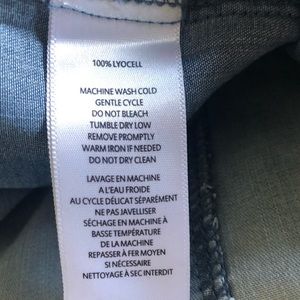 100% LYOCELL
MACHINE WASH COLD
GENTLE CYCLE
DO NOT BLEACH
TUMBLE DRY LOW
REMOVE PROMPTLY
WARM IRON IF NEEDED
DO NOT DRY CLEAN
LAVAGE EN MACHINE
A L'EAU FROIDE
AU CYCLE DÉLICAT SÉPARÉMENT
NE PAS JAVELLISER
SÉCHAGE EN MACHINE À
BASSE TEMPÉRATURE
DE LA MACHINE
REPASSER À FER MOYEN
SI NÉCESSAIRE
NETTOYAGE À SEC INTERDIT